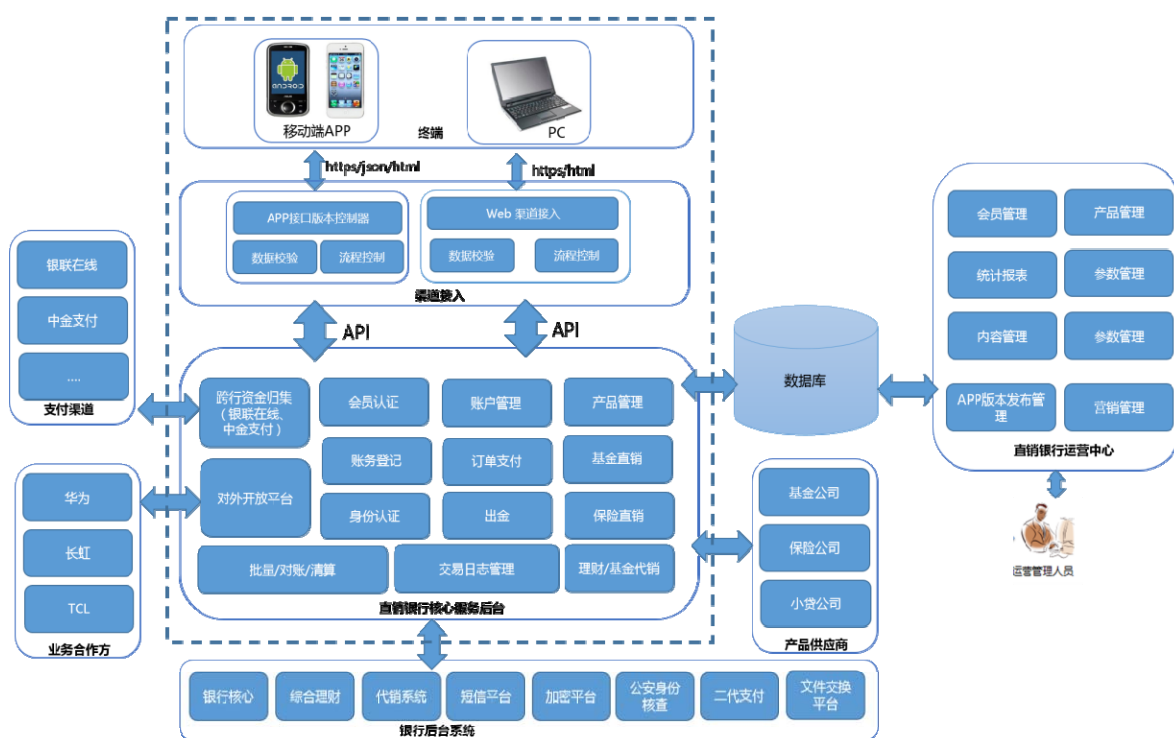 ANDROID
移动端APP
终端
PC
https/json/html
https/html
APP接口版本控制器
数据校验
流程控制
Web 渠道接入
数据校验
流程控制
渠道接入
API
API
银联在线
中金支付
....
支付渠道
华为
长虹
TCL
业务合作方
跨行资金归集
（银联在线、
中金支付）
会员认证
账户管理
产品管理
账务登记
订单支付
基金直销
对外开放平台
身份认证
出金
保险直销
批量/对账/清算
交易日志管理
理财/基金代销
直销银行核心服务后台
数据库
基金公司
保险公司
小贷公司
产品供应商
会员管理
产品管理
统计报表
参数管理
内容管理
参数管理
APP版本发布管
理
营销管理
直销银行运营中心
运营管理人员
银行核心
综合理财
代销系统
短信平台
加密平台
公安身份
核查
二代支付
文件交换
平台
银行后台系统